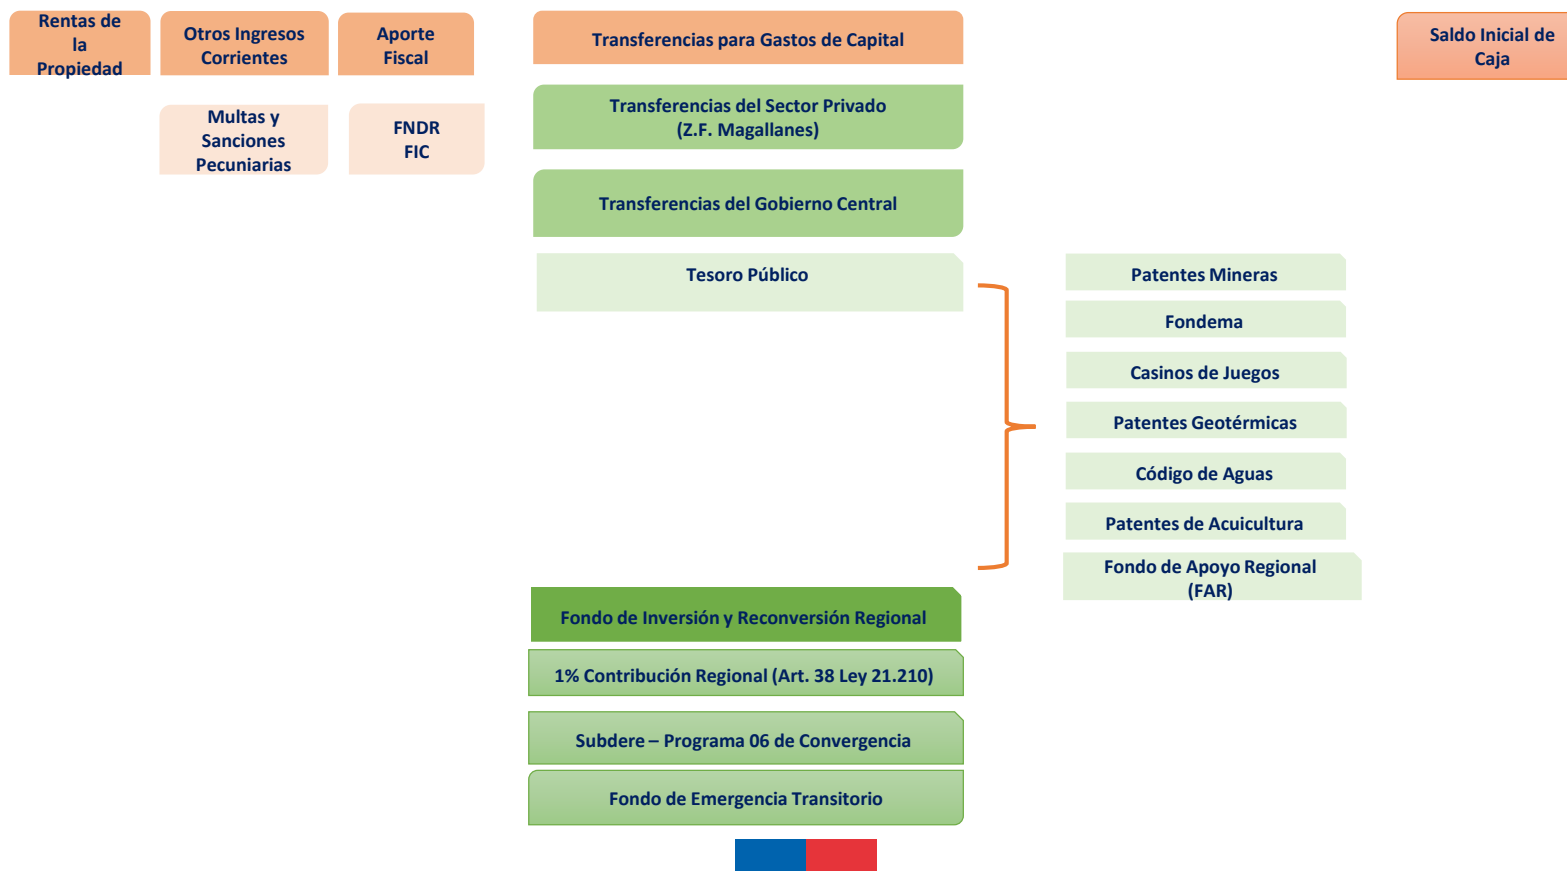 Rentas de
la
Propiedad
Otros Ingresos
Corrientes
Aporte
Fiscal
Transferencias para Gastos de Capital
Saldo Inicial de
Caja
Multas y
Sanciones
Pecuniarias
FNDR
FIC
Transferencias del Sector Privado
(Z.F. Magallanes)
Transferencias del Gobierno Central
Tesoro Público
Patentes Mineras
Fondema
Casinos de Juegos
Patentes Geotérmicas
Código de Aguas
Patentes de Acuicultura
Fondo de Apoyo Regional
(FAR)
Fondo de Inversión y Reconversión Regional
1% Contribución Regional (Art. 38 Ley 21.210)
Subdere – Programa 06 de Convergencia
Fondo de Emergencia Transitorio